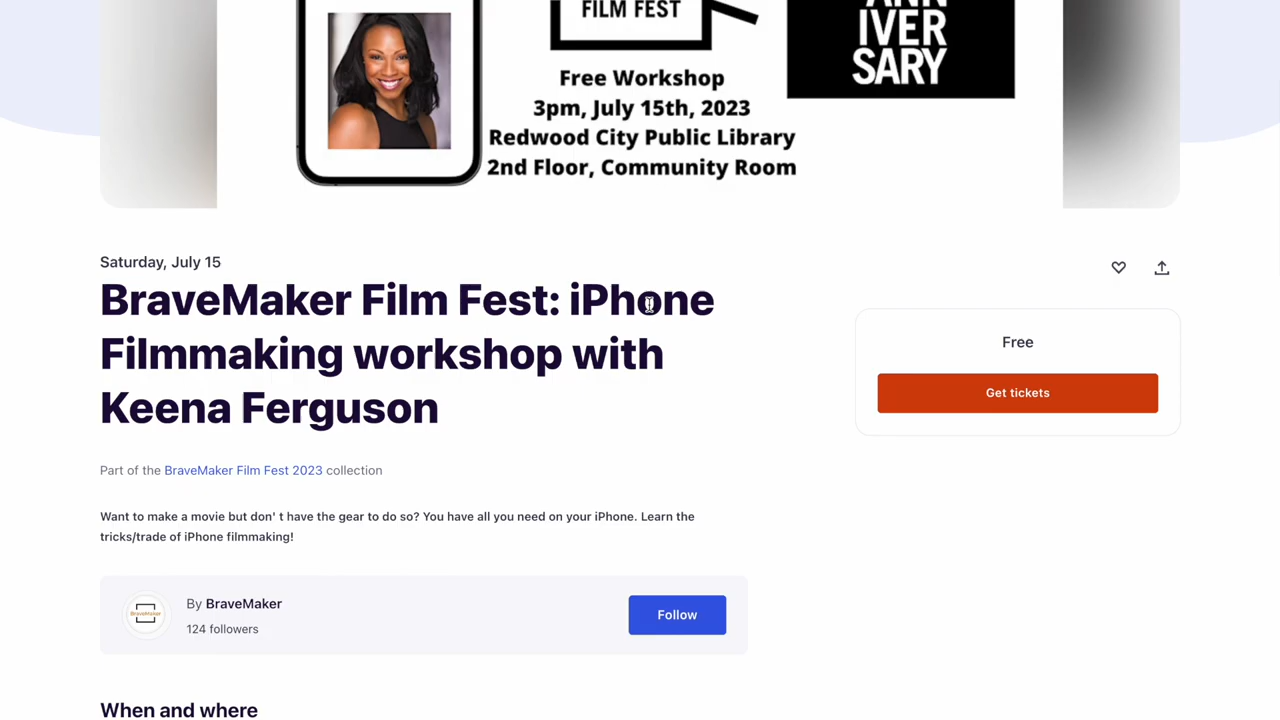 FILM FEST
ANN
IVER
SARY
Free Workshop
3pm, July 15th, 2023
Redwood City Public Library
2nd Floor, Community Room
Saturday, July 15
BraveMaker Film Fest: iPhone
Filmmaking workshop with
Keena Ferguson
Free
Get tickets
Part of the BraveMaker Film Fest 2023 collection
Want to make a movie but don' t have the gear to do so? You have all you need on your iPhone. Learn the
tricks/trade of iPhone filmmaking!
BraveMaker
By BraveMaker
124 followers
Follow
When and where